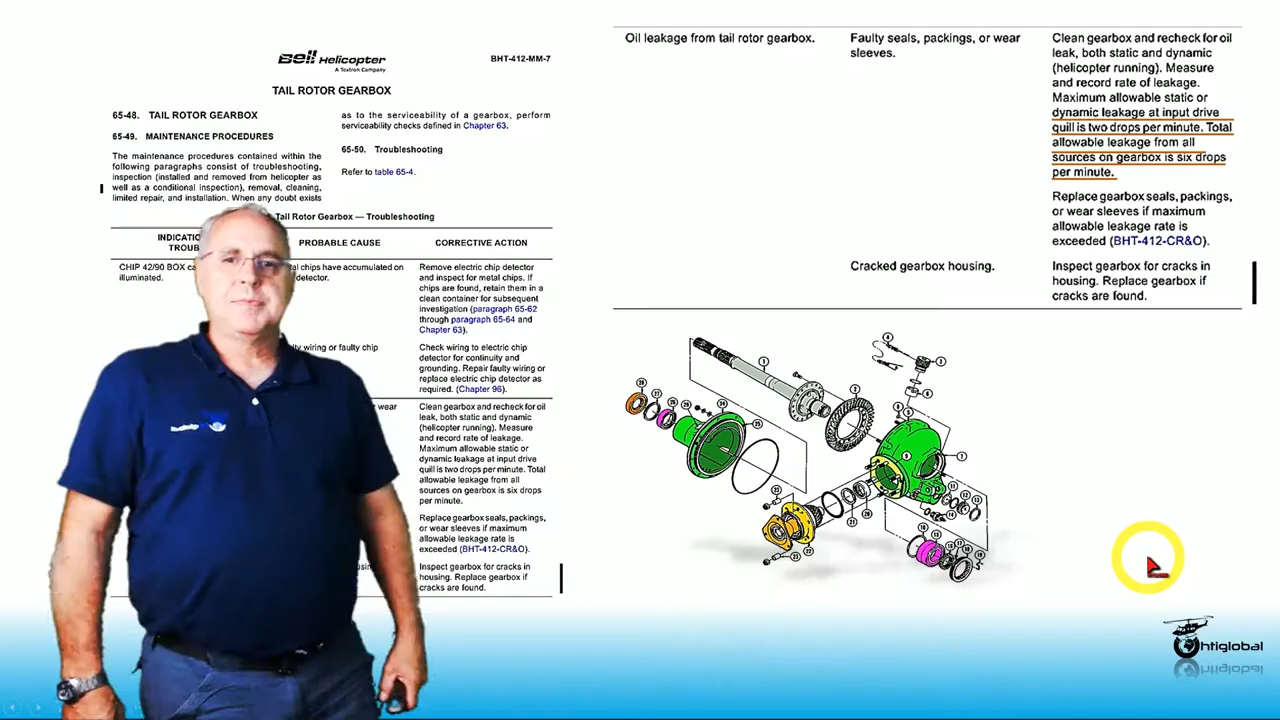 Bell Helicopter
A Textron Company
BHT-412-MM-7
TAIL ROTOR GEARBOX
65-48. TAIL ROTOR GEARBOX
65-49. MAINTENANCE PROCEDURES
The maintenance procedures contained within the
following paragraphs consist of troubleshooting,
inspection (installed and removed from helicopter as
well as a conditional inspection), removal, cleaning,
limited repair, and installation. When any doubt exists
as to the serviceability of a gearbox, perform
serviceability checks defined in Chapter 63.
65-50. Troubleshooting
Refer to table 65-4.
Tail Rotor Gearbox — Troubleshooting
PROBABLE CAUSE
CORRECTIVE ACTION
CHIP 42/90 BOX
illuminated.
chips have accumulated on
detector.
Remove electric chip detector
and inspect for metal chips. If
chips are found, retain them in a
clean container for subsequent
investigation (paragraph 65-62
through paragraph 65-64 and
Chapter 63).
wiring or faulty chip
Check wiring to electric chip
detector for continuity and
grounding. Repair faulty wiring or
replace electric chip detector as
required. (Chapter 96).
wear
Clean gearbox and recheck for oil
leak, both static and dynamic
(helicopter running). Measure
and record rate of leakage.
Maximum allowable static or
dynamic leakage at input drive
quill is two drops per minute. Total
allowable leakage from all
sources on gearbox is six drops
per minute.
Replace gearbox seals, packings,
or wear sleeves if maximum
allowable leakage rate is
exceeded (BHT-412-CR&O).
Inspect gearbox for cracks in
housing. Replace gearbox if
cracks are found.
Oil leakage from tail rotor gearbox.
Faulty seals, packings, or wear
sleeves.
Clean gearbox and recheck for oil
leak, both static and dynamic
(helicopter running). Measure
and record rate of leakage.
Maximum allowable static or
dynamic leakage at input drive
quill is two drops per minute. Total
allowable leakage from all
sources on gearbox is six drops
per minute.
Replace gearbox seals, packings,
or wear sleeves if maximum
allowable leakage rate is
exceeded (BHT-412-CR&O).
Cracked gearbox housing.
Inspect gearbox for cracks in
housing. Replace gearbox if
cracks are found.
htiglobal